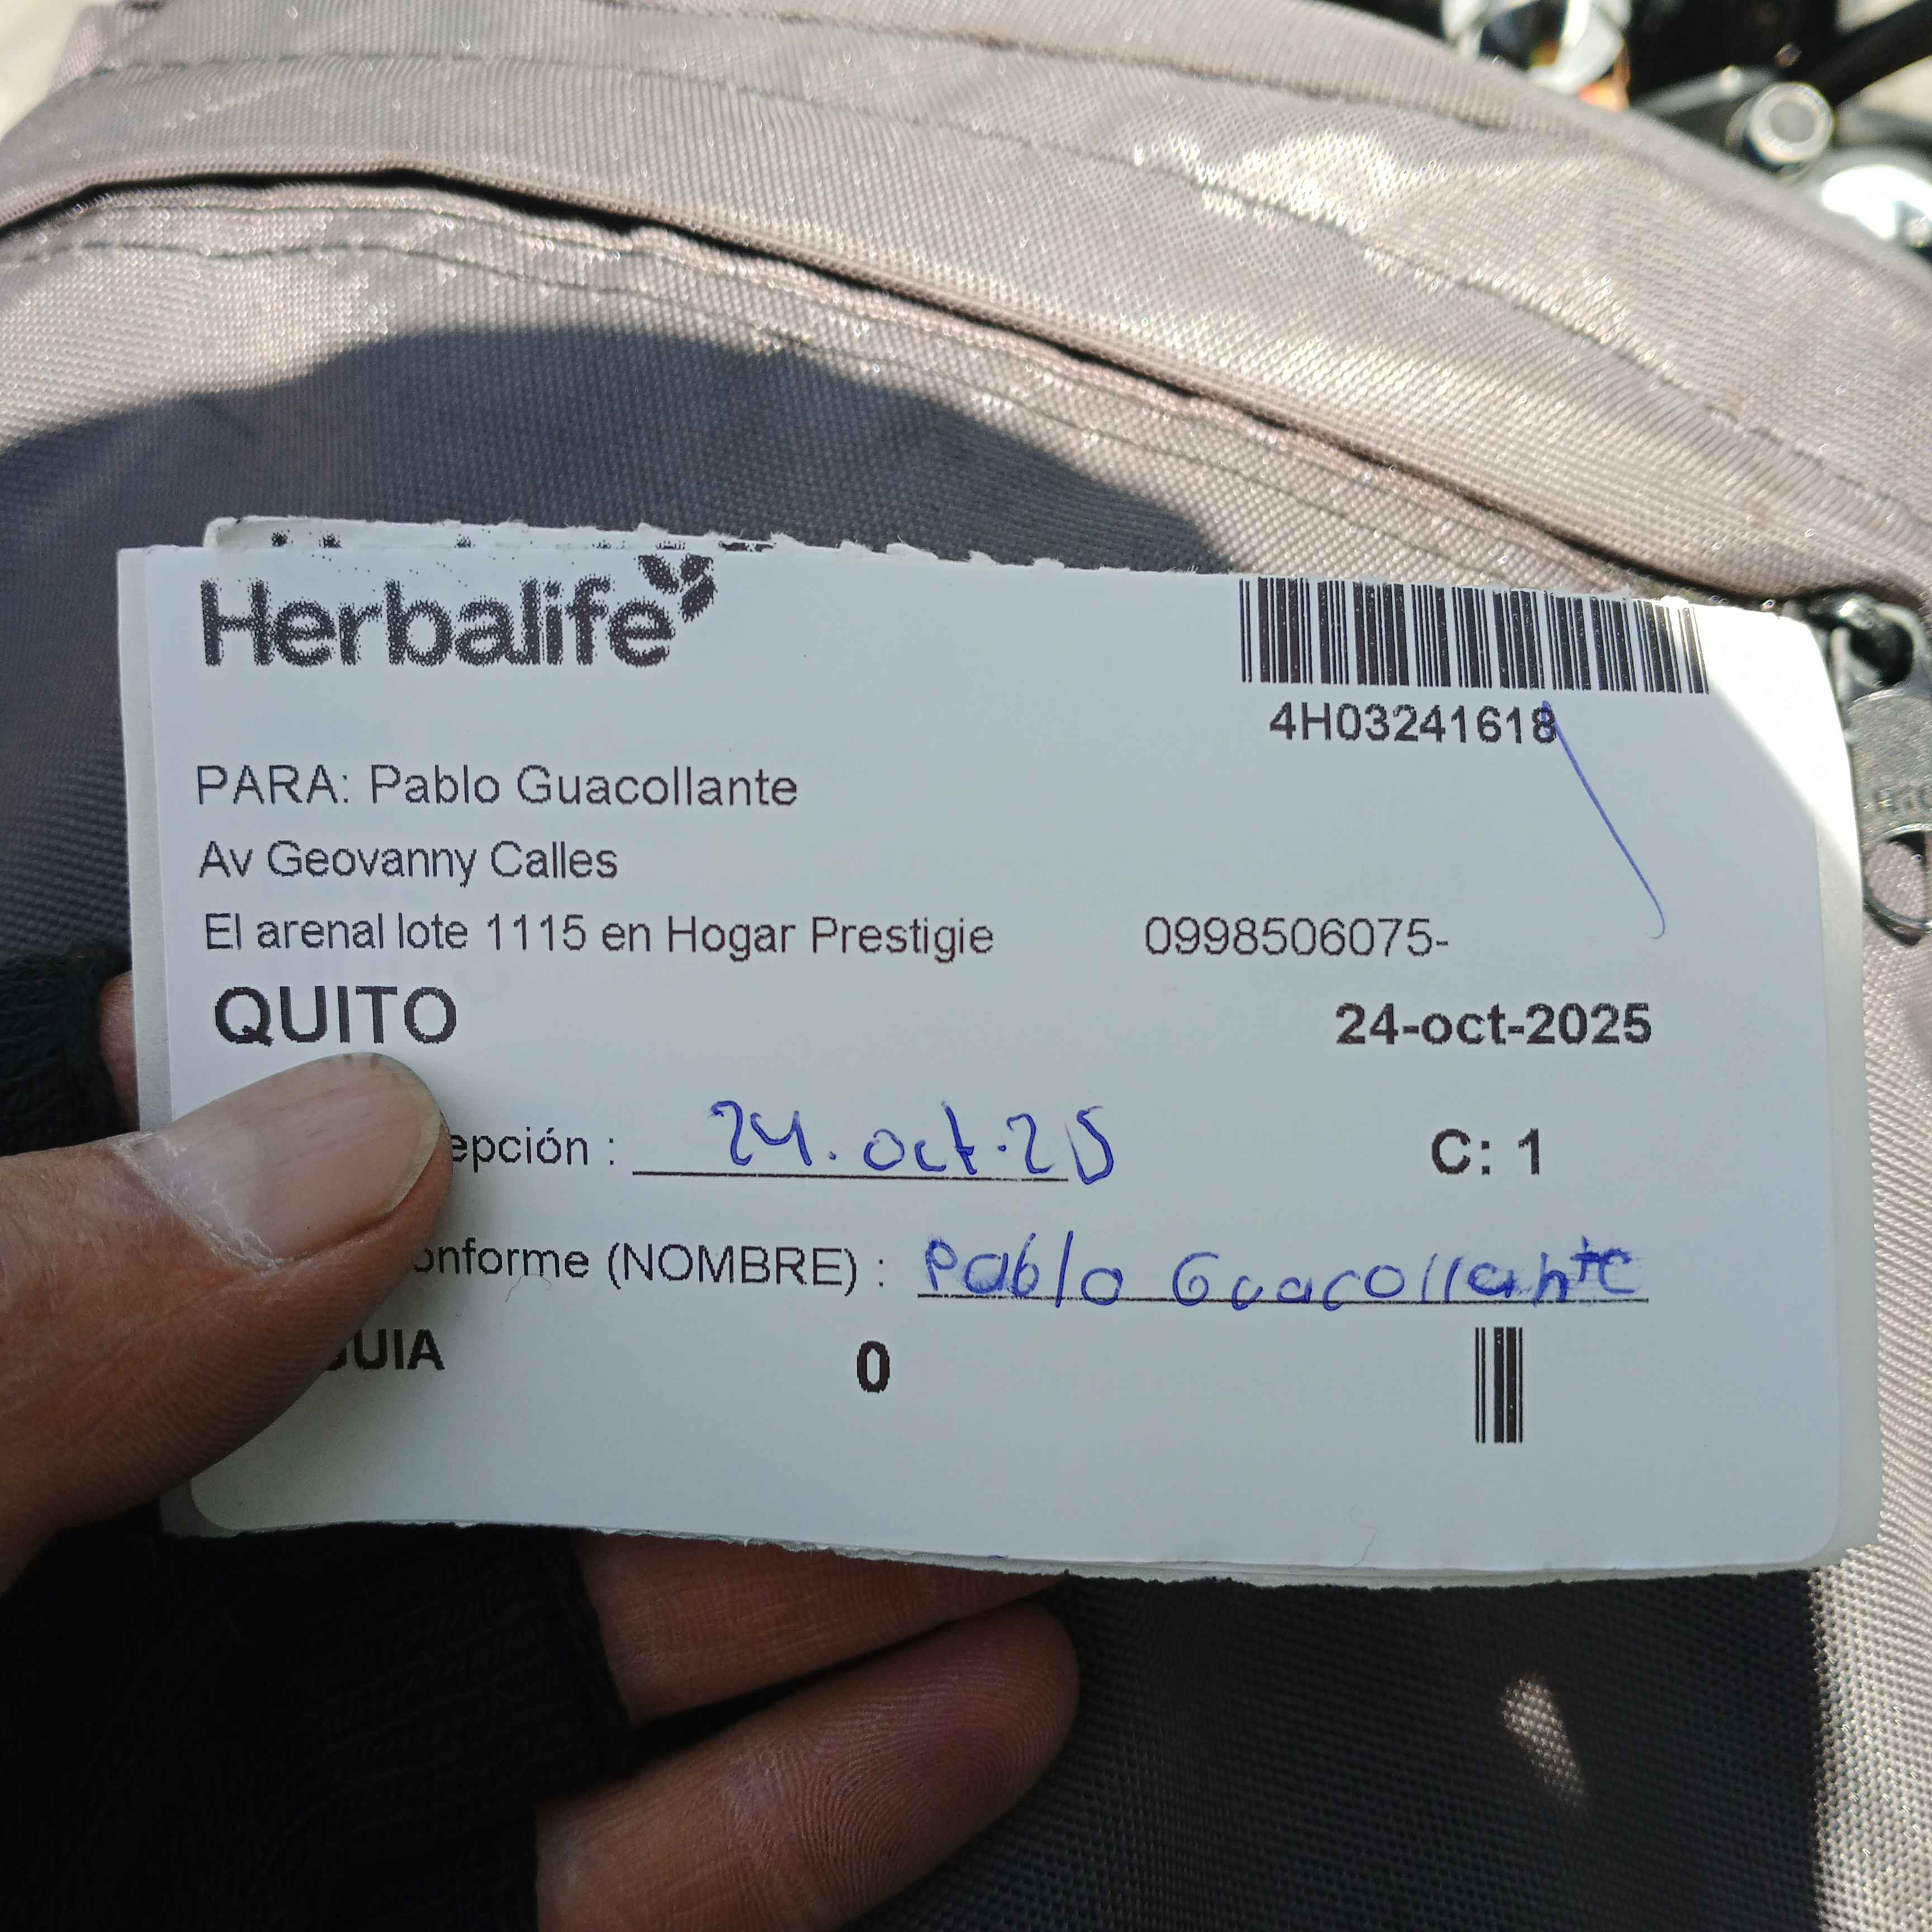 Herbalife
4H03241618
PARA: Pablo Guacollante
Av Geovanny Calles
El arenal lote 1115 en Hogar Prestigie 0998506075-
QUITO 24-oct-2025
epción : 24.oct.25 C: 1
onforme (NOMBRE) : Pablo Guacollante
UIA 0